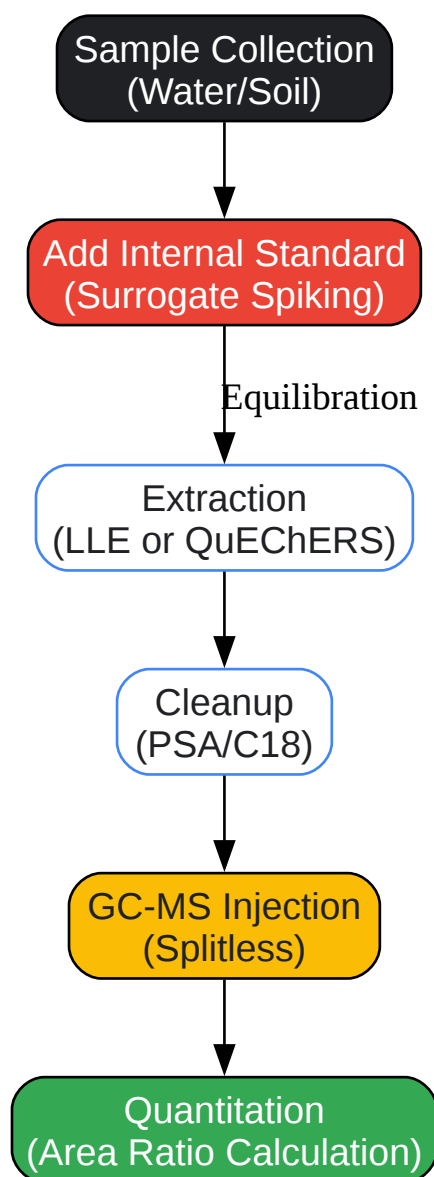 Sample Collection
(Water/Soil)
Add Internal Standard
(Surrogate Spiking)
Equilibration
Extraction
(LLE or QuEChERS)
Cleanup
(PSA/C18)
GC-MS Injection
(Splitless)
Quantitation
(Area Ratio Calculation)